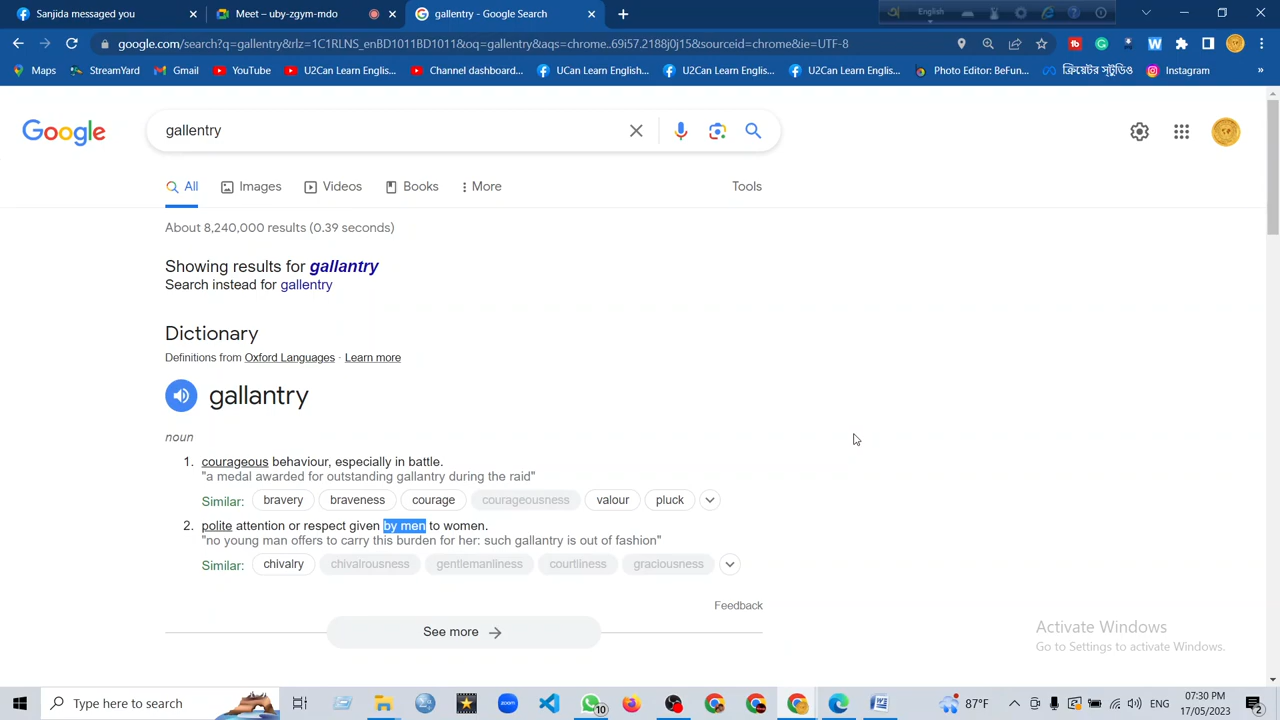 Sanjida messaged you
Meet – uby-zgym-mdo
gallentry - Google Search
English
google.com/search?q=gallentry&rlz=1C1RLNS_enBD1011BD1011&oq=gallentry&aqs=chrome..69i57.2188j0j15&sourceid=chrome&ie=UTF-8
Maps
StreamYard
Gmail
YouTube
U2Can Learn Englis...
Channel dashboard...
UCan Learn English...
U2Can Learn Englis...
U2Can Learn Englis...
Photo Editor: BeFun...
ক্রিয়েটর স্টুডিও
Instagram
»
Google
gallentry
All Images Videos Books More Tools
About 8,240,000 results (0.39 seconds)
Showing results for gallantry
Search instead for gallentry
Dictionary
Definitions from Oxford Languages · Learn more
gallantry
noun
1. courageous behaviour, especially in battle.
"a medal awarded for outstanding gallantry during the raid"
Similar: bravery braveness courage courageousness valour pluck
2. polite attention or respect given by men to women.
"no young man offers to carry this burden for her: such gallantry is out of fashion"
Similar: chivalry chivalrousness gentlemanliness courtliness graciousness
Feedback
See more
Activate Windows
Go to Settings to activate Windows.
Type here to search
zoom
10
87°F
ENG
07:30 PM
17/05/2023
2